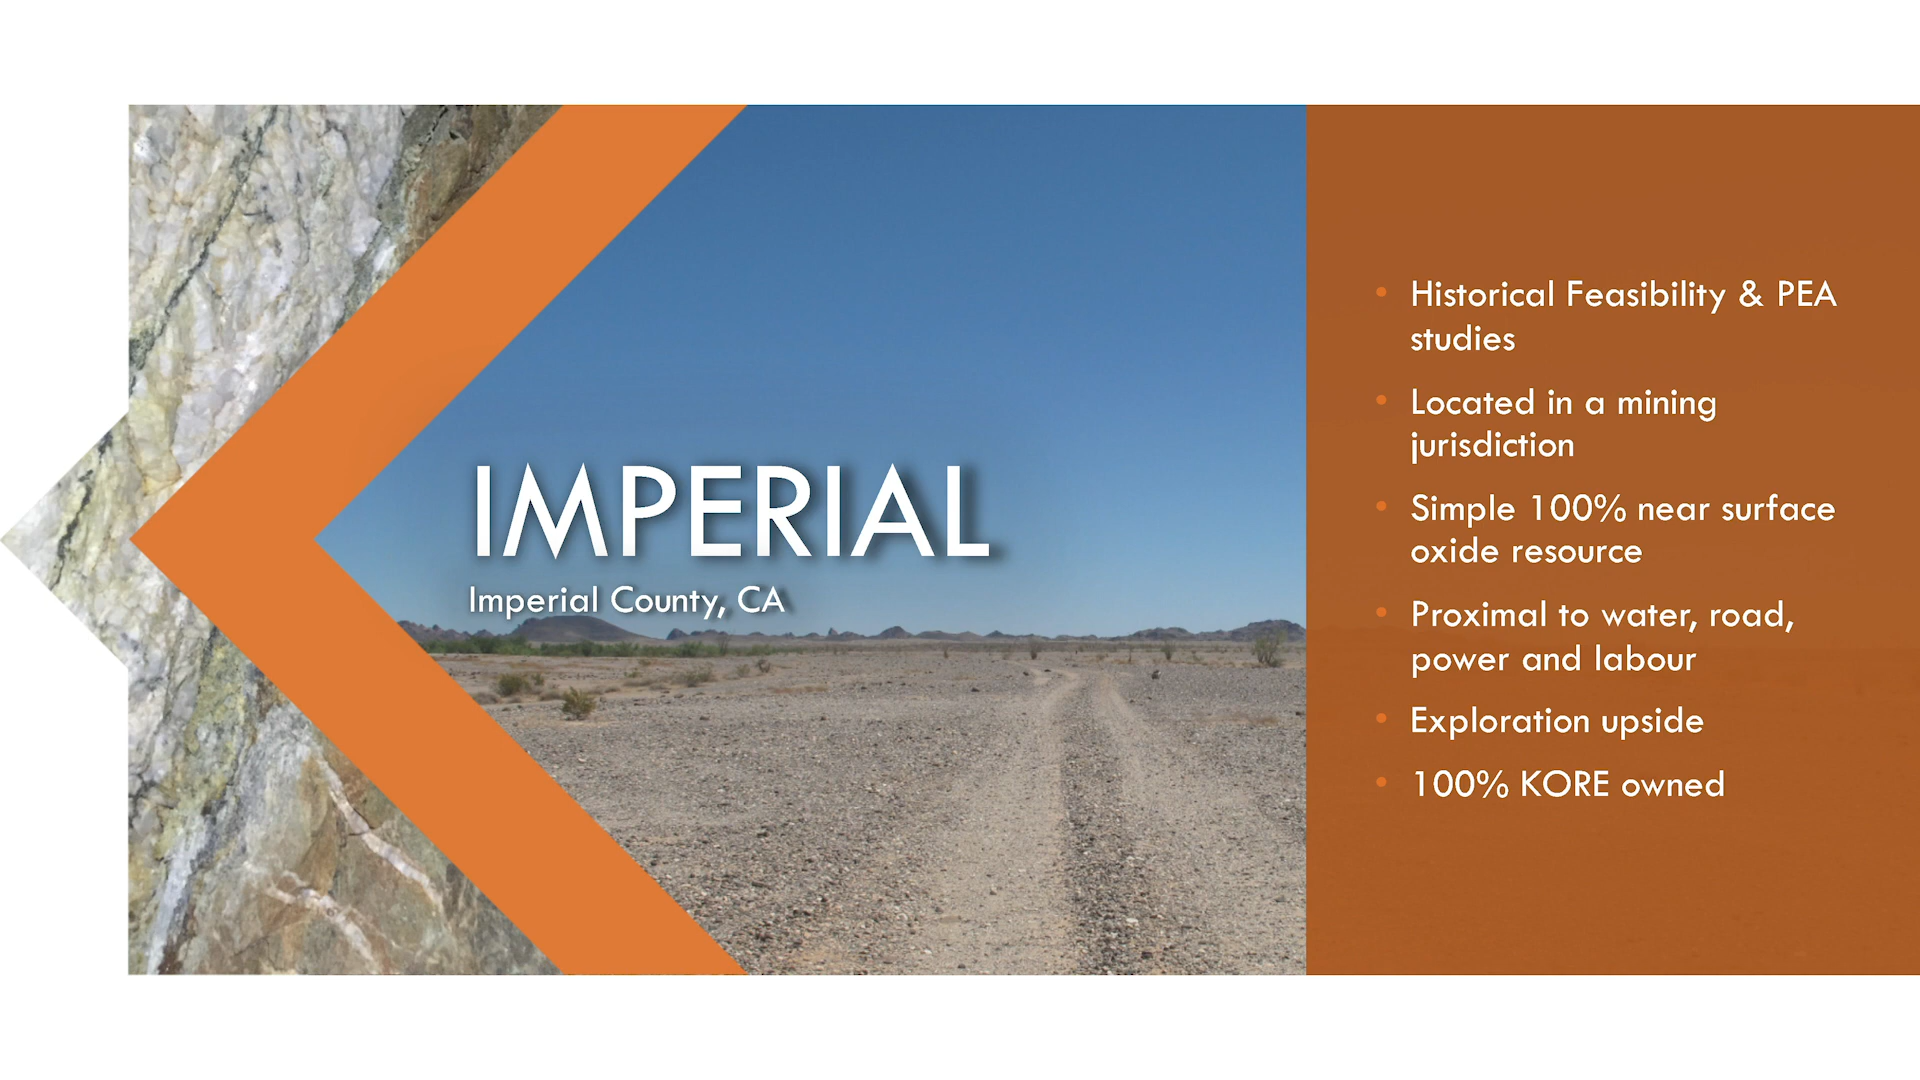 IMPERIAL
Imperial County, CA
• Historical Feasibility & PEA
studies
• Located in a mining
jurisdiction
• Simple 100% near surface
oxide resource
• Proximal to water, road,
power and labour
• Exploration upside
• 100% KORE owned